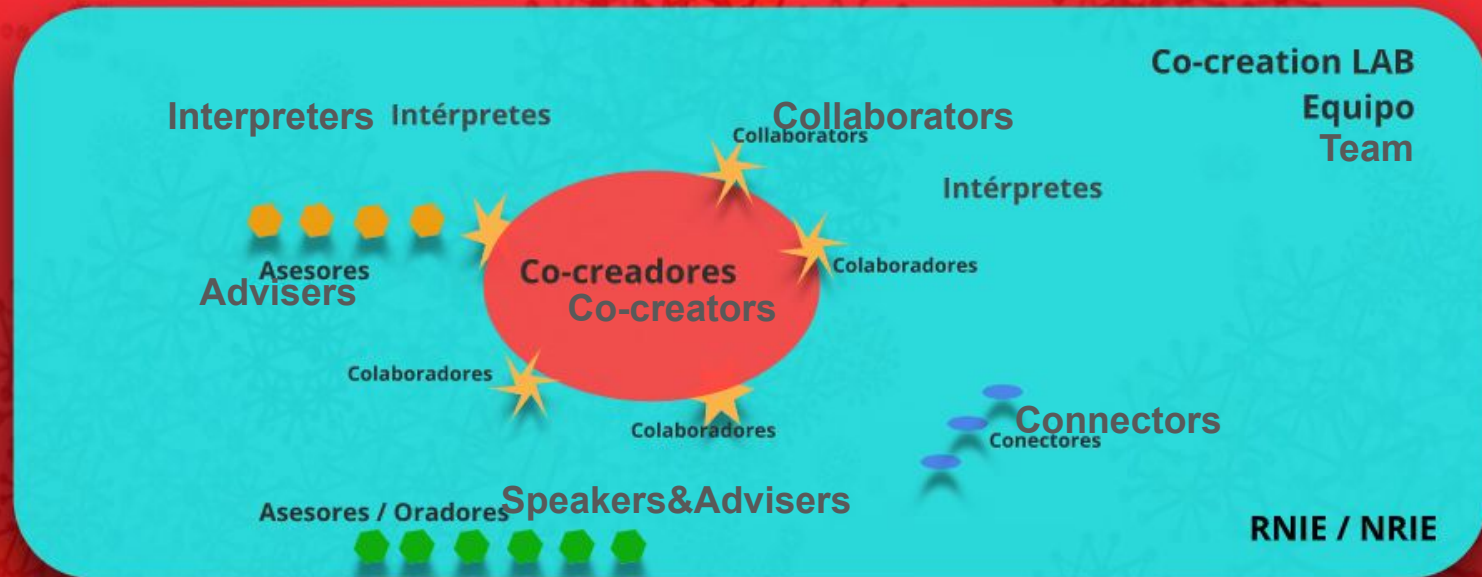 Co-creation LAB
Equipo
Team
Interpreters Intérpretes
Collaborators
Collaborators
Intérpretes
Asesores
Advisers
Co-creadores
Co-creators
Colaboradores
Colaboradores
Colaboradores
Connectors
Conectores
Speakers&Advisers
Asesores / Oradores
RNIE / NRIE